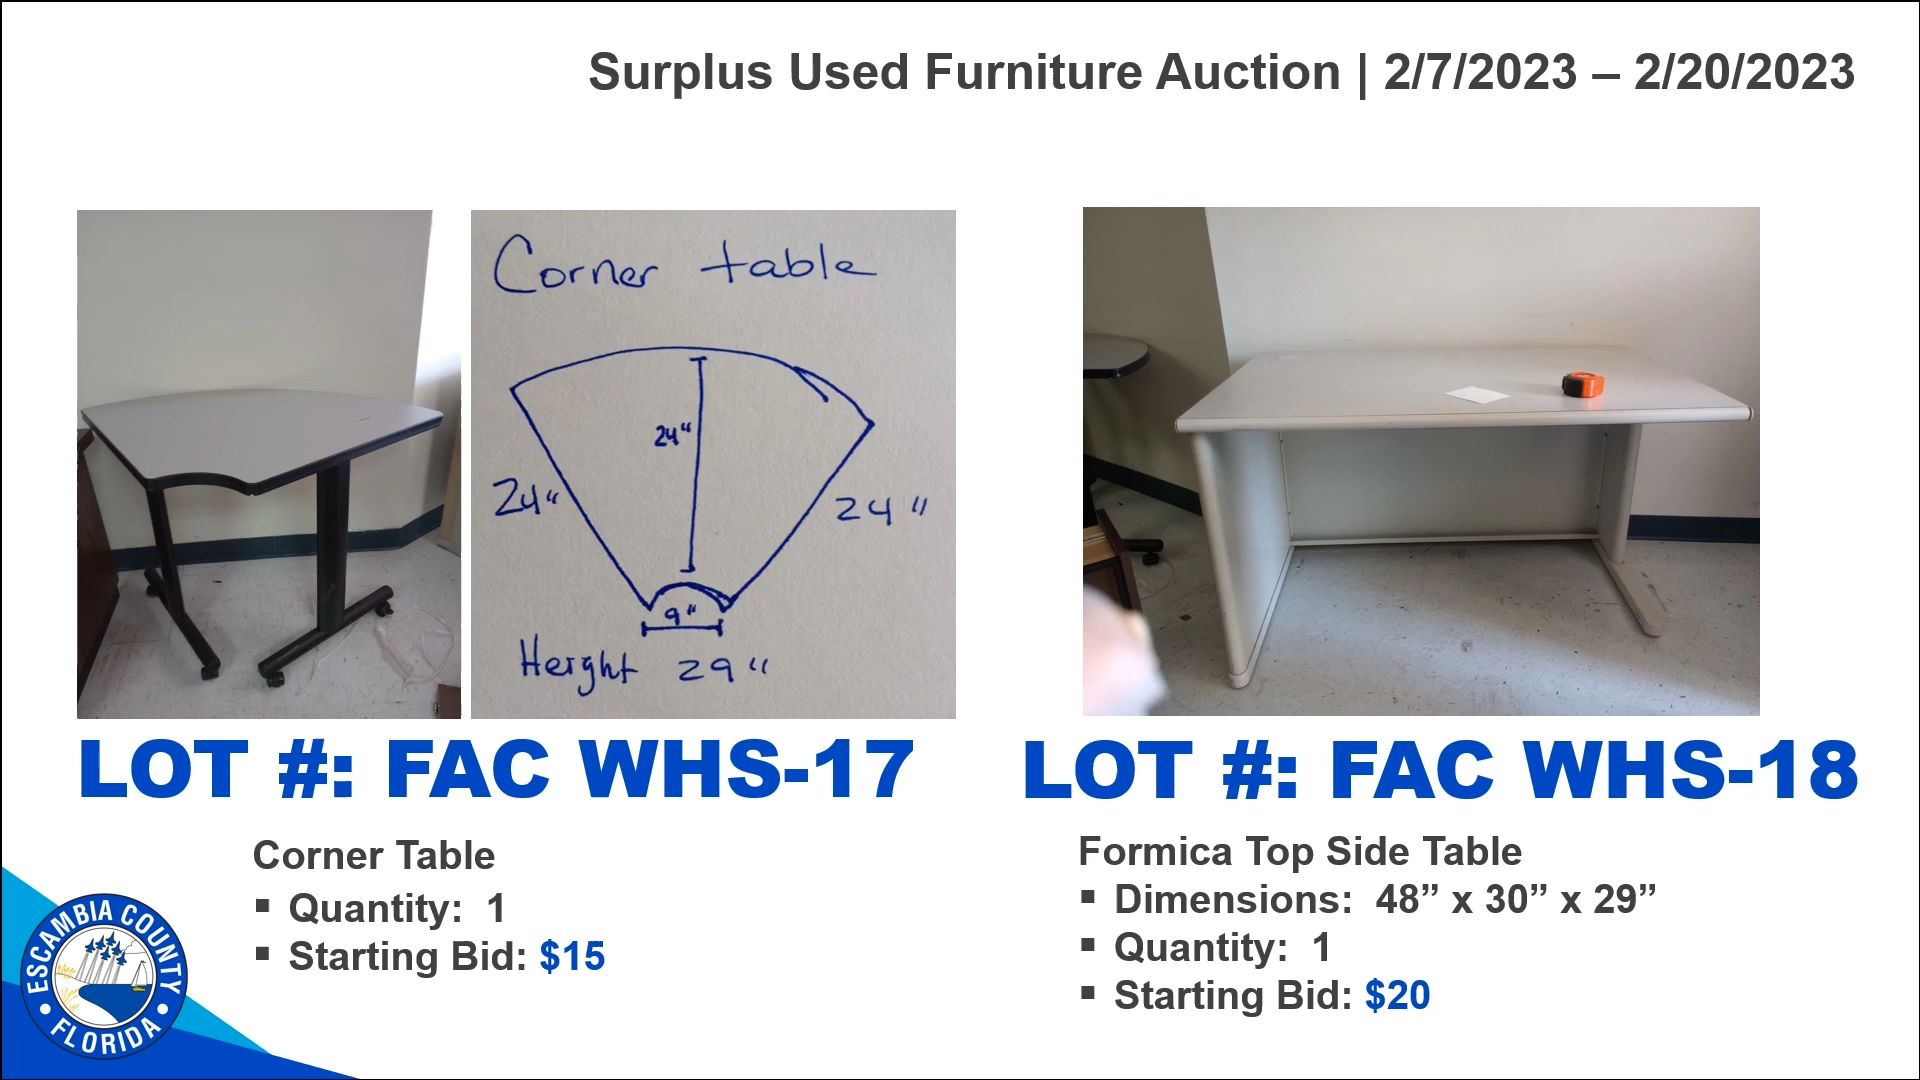 Surplus Used Furniture Auction | 2/7/2023 – 2/20/2023
Corner table
24"
24"
24"
9"
Height 29"
LOT #: FAC WHS-17
Corner Table
▪ Quantity: 1
▪ Starting Bid: $15
LOT #: FAC WHS-18
Formica Top Side Table
▪ Dimensions: 48” x 30” x 29”
▪ Quantity: 1
▪ Starting Bid: $20
ESCAMBIA COUNTY
FLORIDA